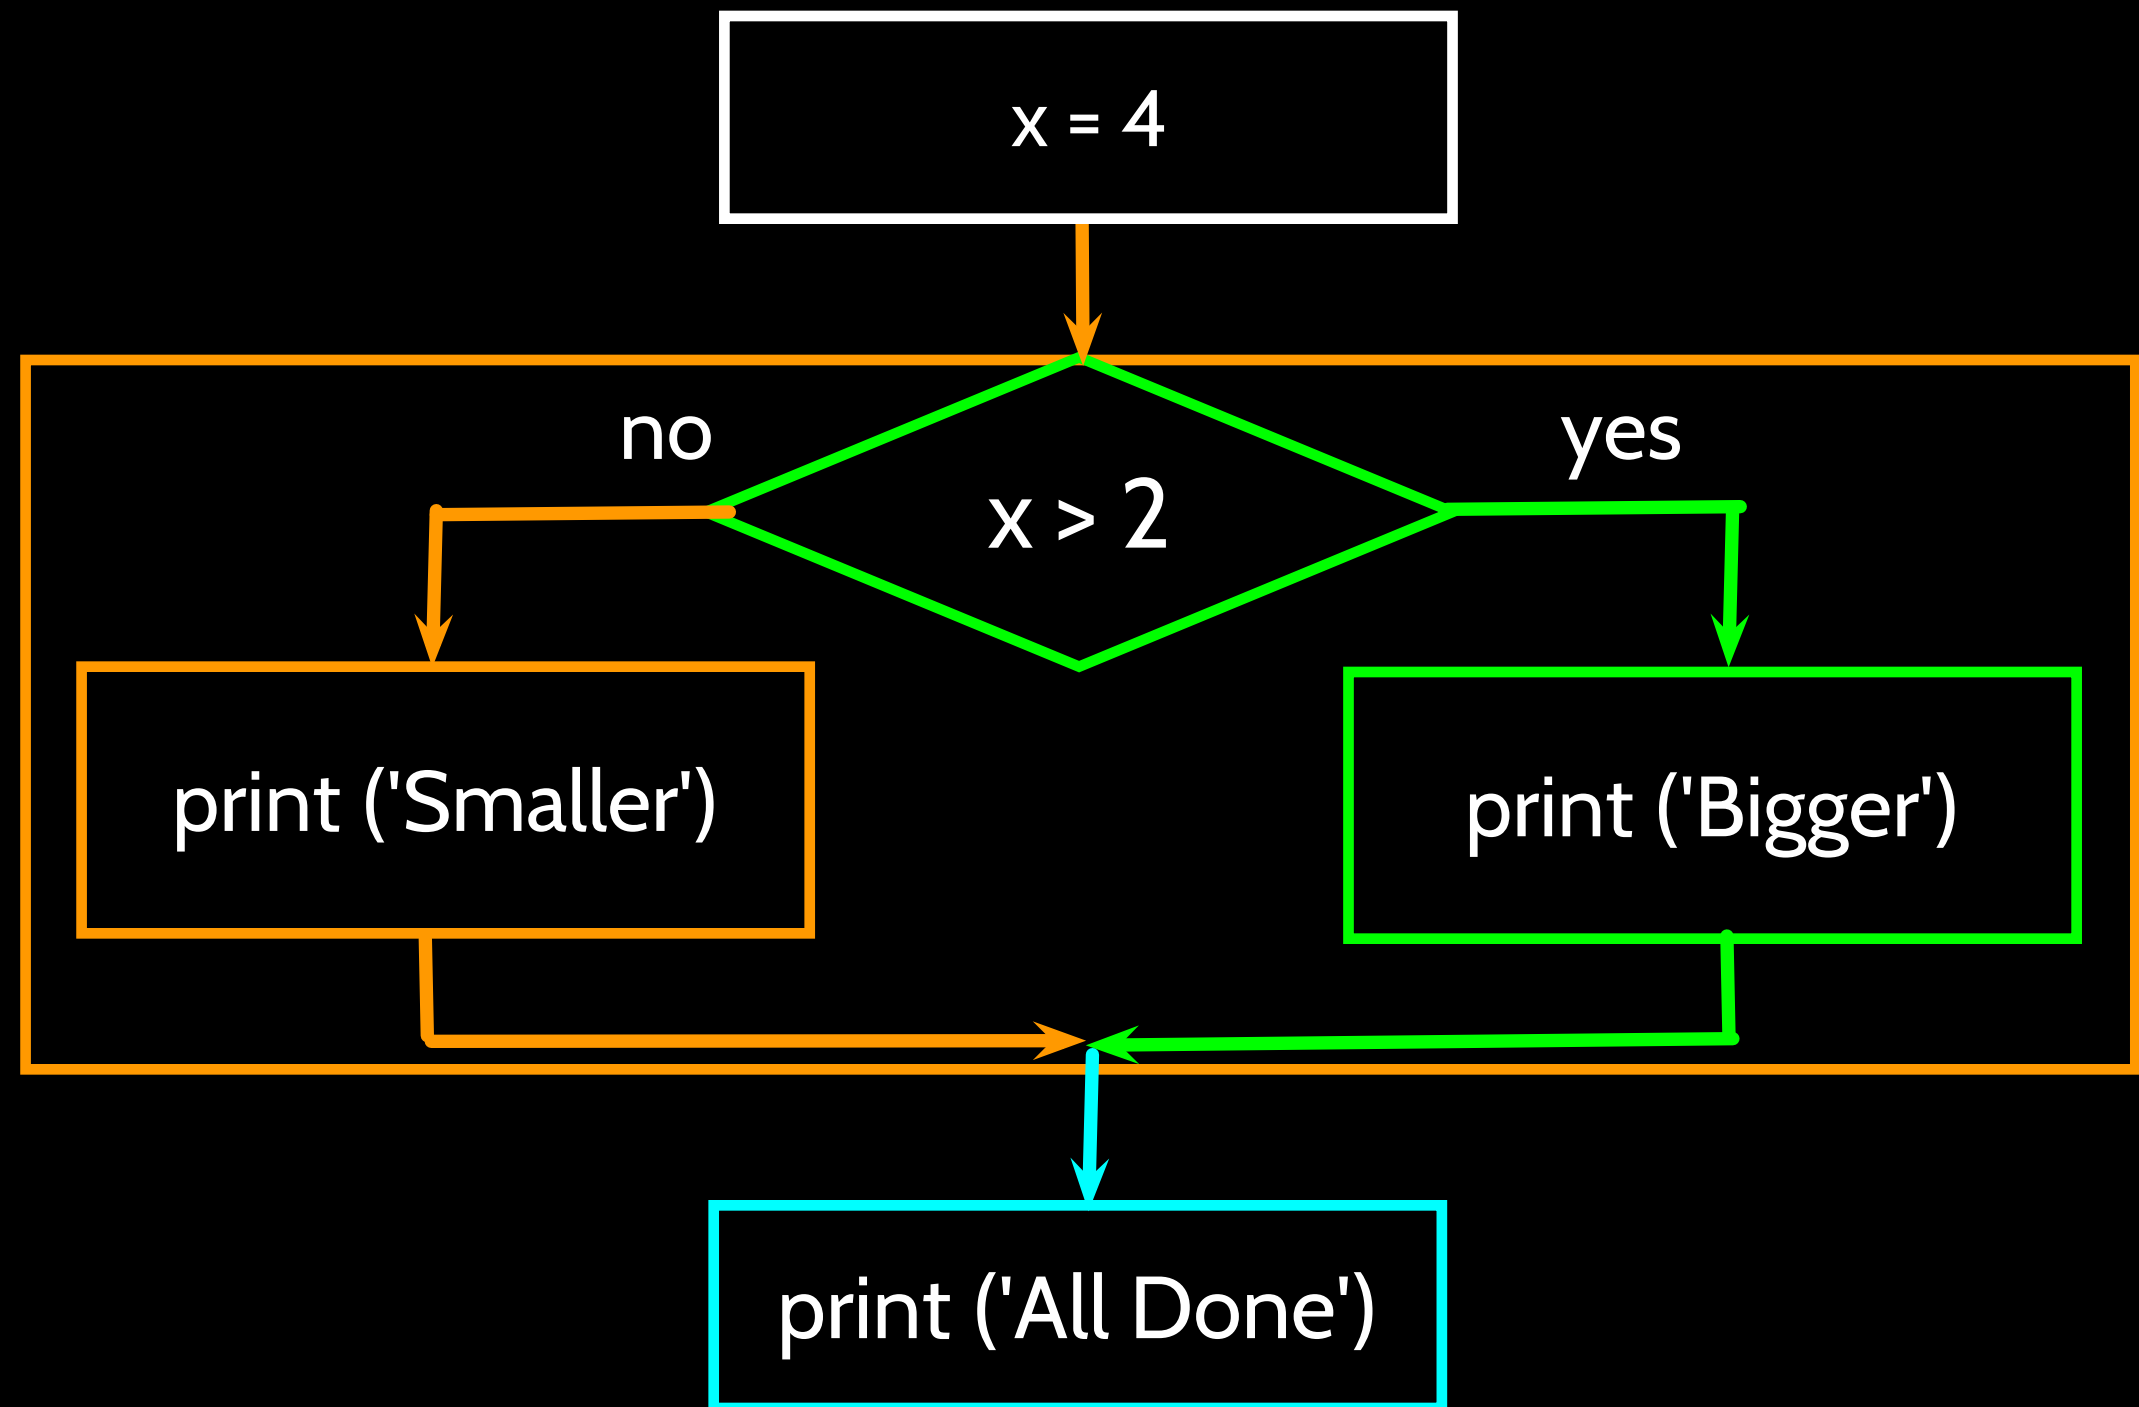 x = 4
no
yes
x > 2
print ('Smaller')
print ('Bigger')
print ('All Done')